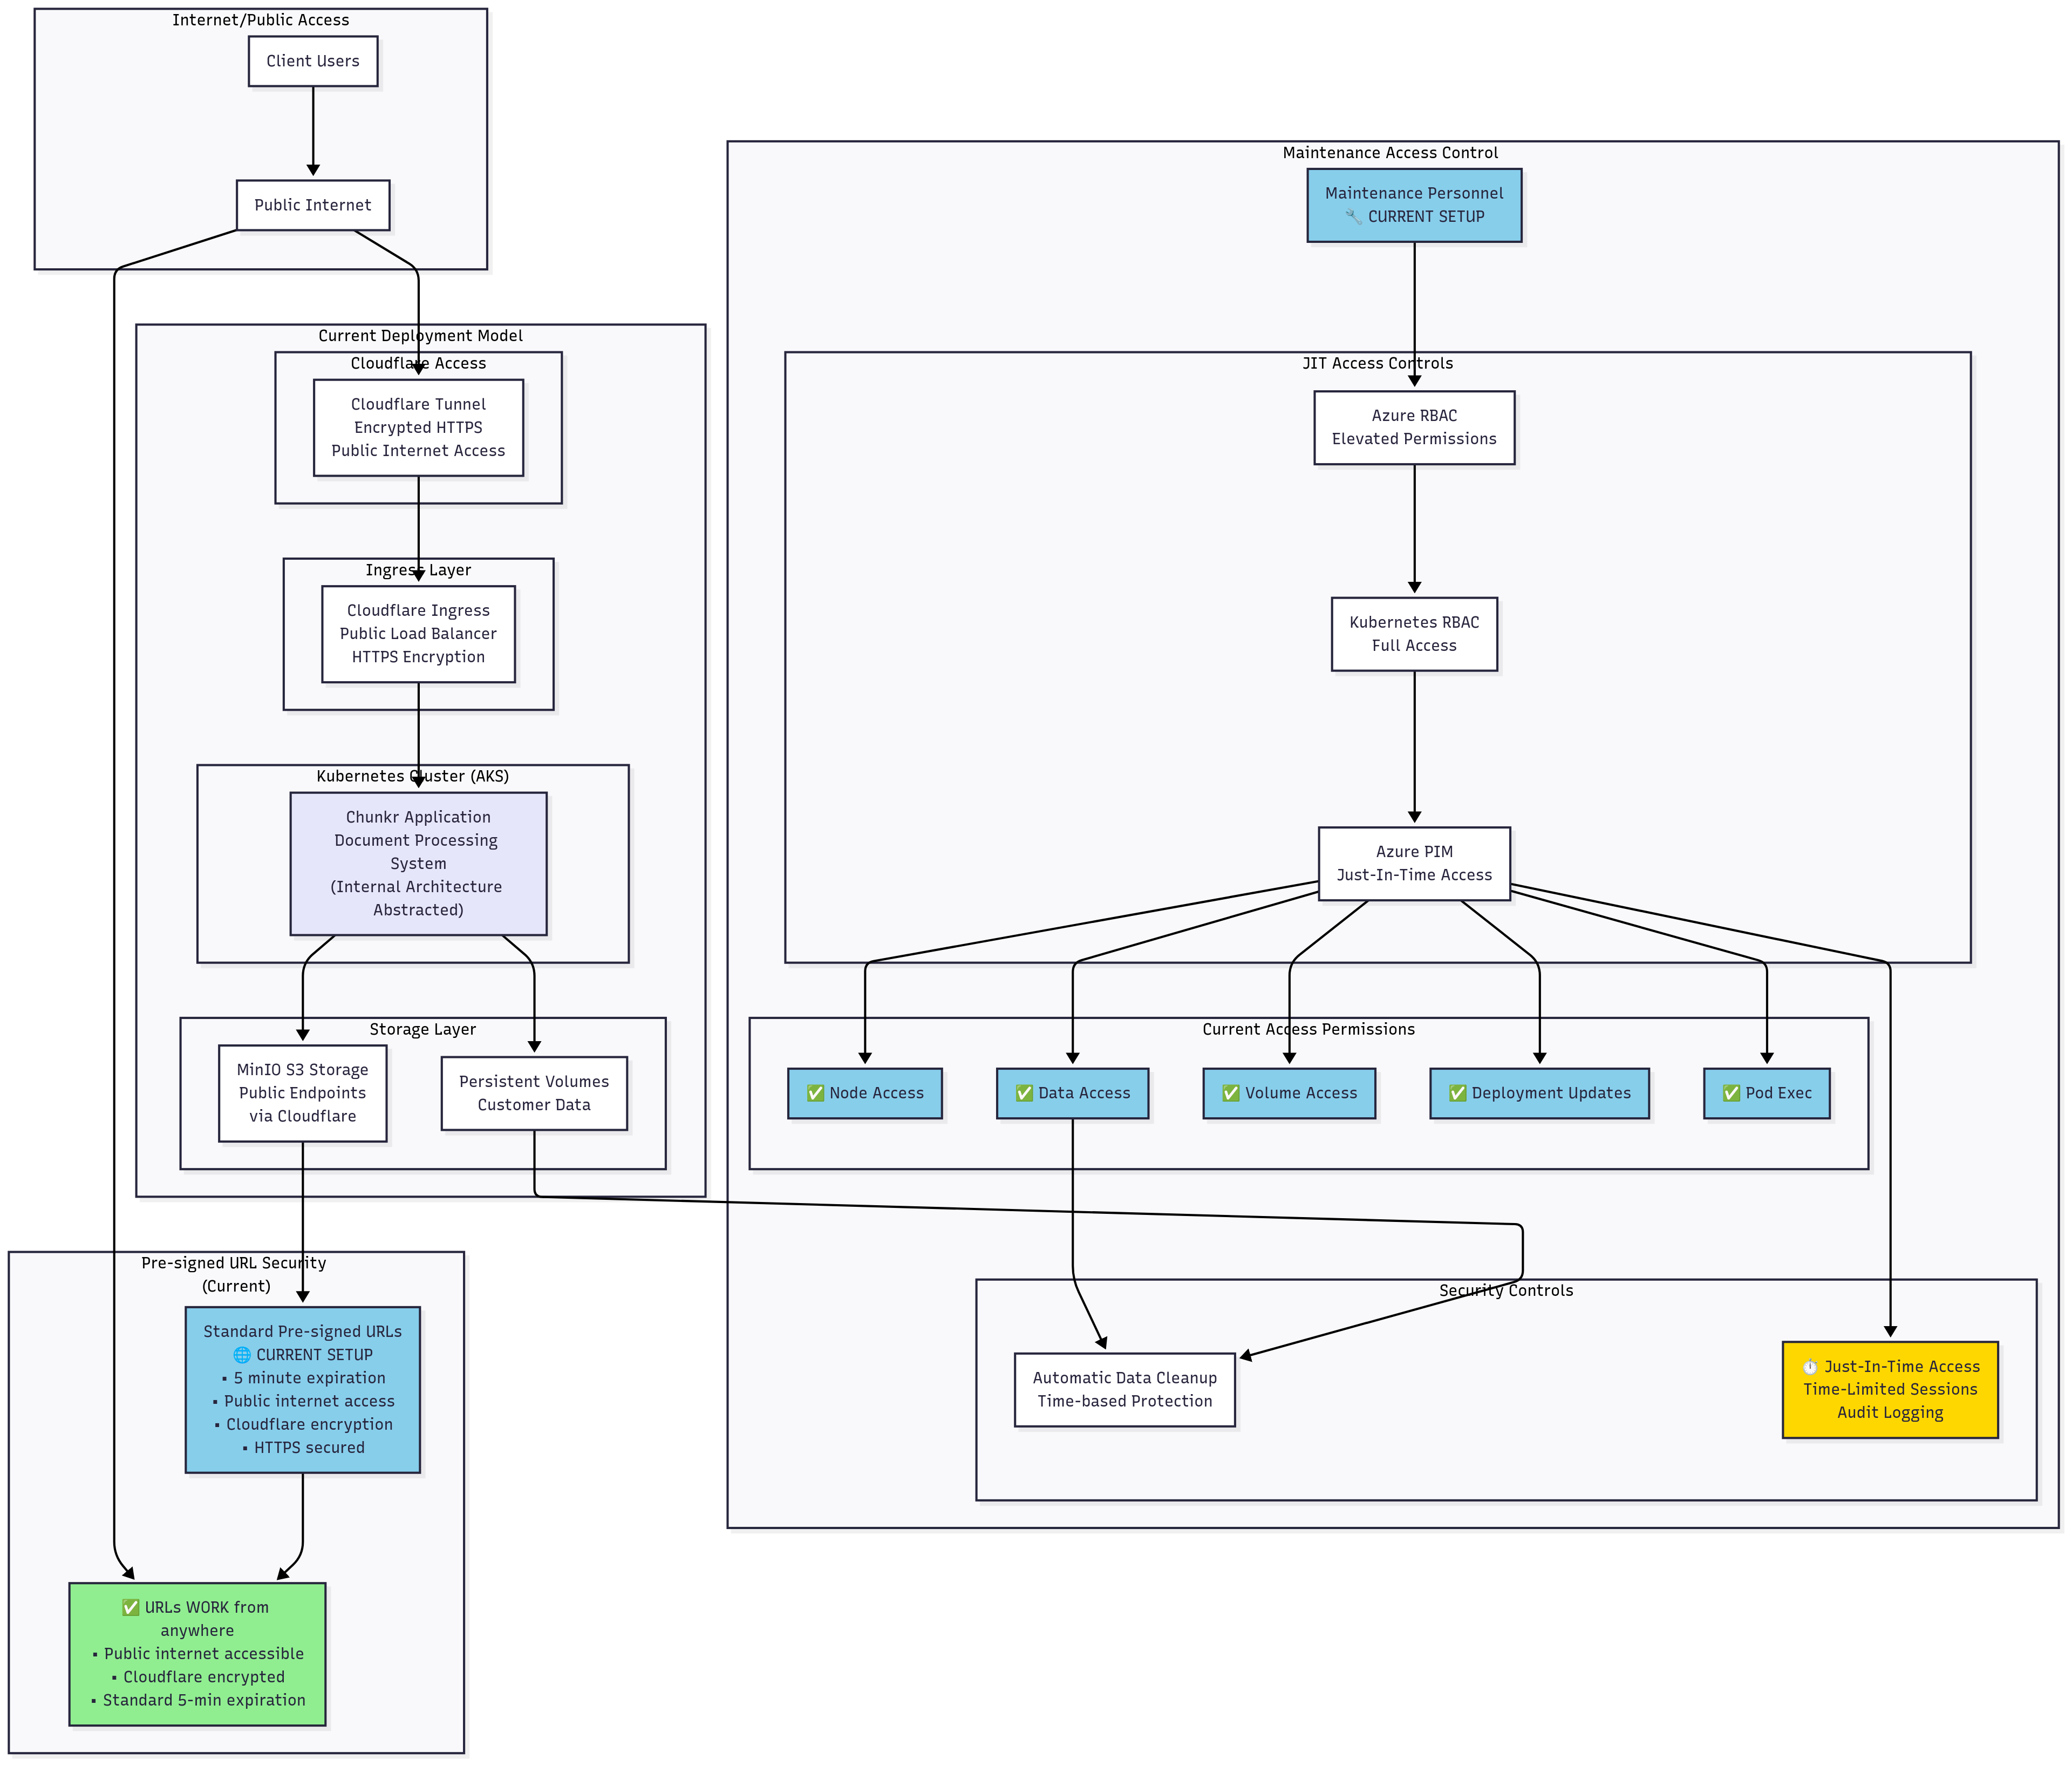 Internet/Public Access
Client Users
Public Internet
Current Deployment Model
Cloudflare Access
Cloudflare Tunnel
Encrypted HTTPS
Public Internet Access
Ingress Layer
Cloudflare Ingress
Public Load Balancer
HTTPS Encryption
Kubernetes Cluster (AKS)
Chunkr Application
Document Processing
System
(Internal Architecture
Abstracted)
Storage Layer
MinIO S3 Storage
Public Endpoints
via Cloudflare
Persistent Volumes
Customer Data
Pre-signed URL Security
(Current)
Standard Pre-signed URLs
🌐 CURRENT SETUP
▪ 5 minute expiration
▪ Public internet access
▪ Cloudflare encryption
▪ HTTPS secured
✅ URLs WORK from
anywhere
▪ Public internet accessible
▪ Cloudflare encrypted
▪ Standard 5-min expiration
Maintenance Access Control
Maintenance Personnel
🔧 CURRENT SETUP
JIT Access Controls
Azure RBAC
Elevated Permissions
Kubernetes RBAC
Full Access
Azure PIM
Just-In-Time Access
Current Access Permissions
✅ Node Access
✅ Data Access
✅ Volume Access
✅ Deployment Updates
✅ Pod Exec
Security Controls
Automatic Data Cleanup
Time-based Protection
⏱️ Just-In-Time Access
Time-Limited Sessions
Audit Logging